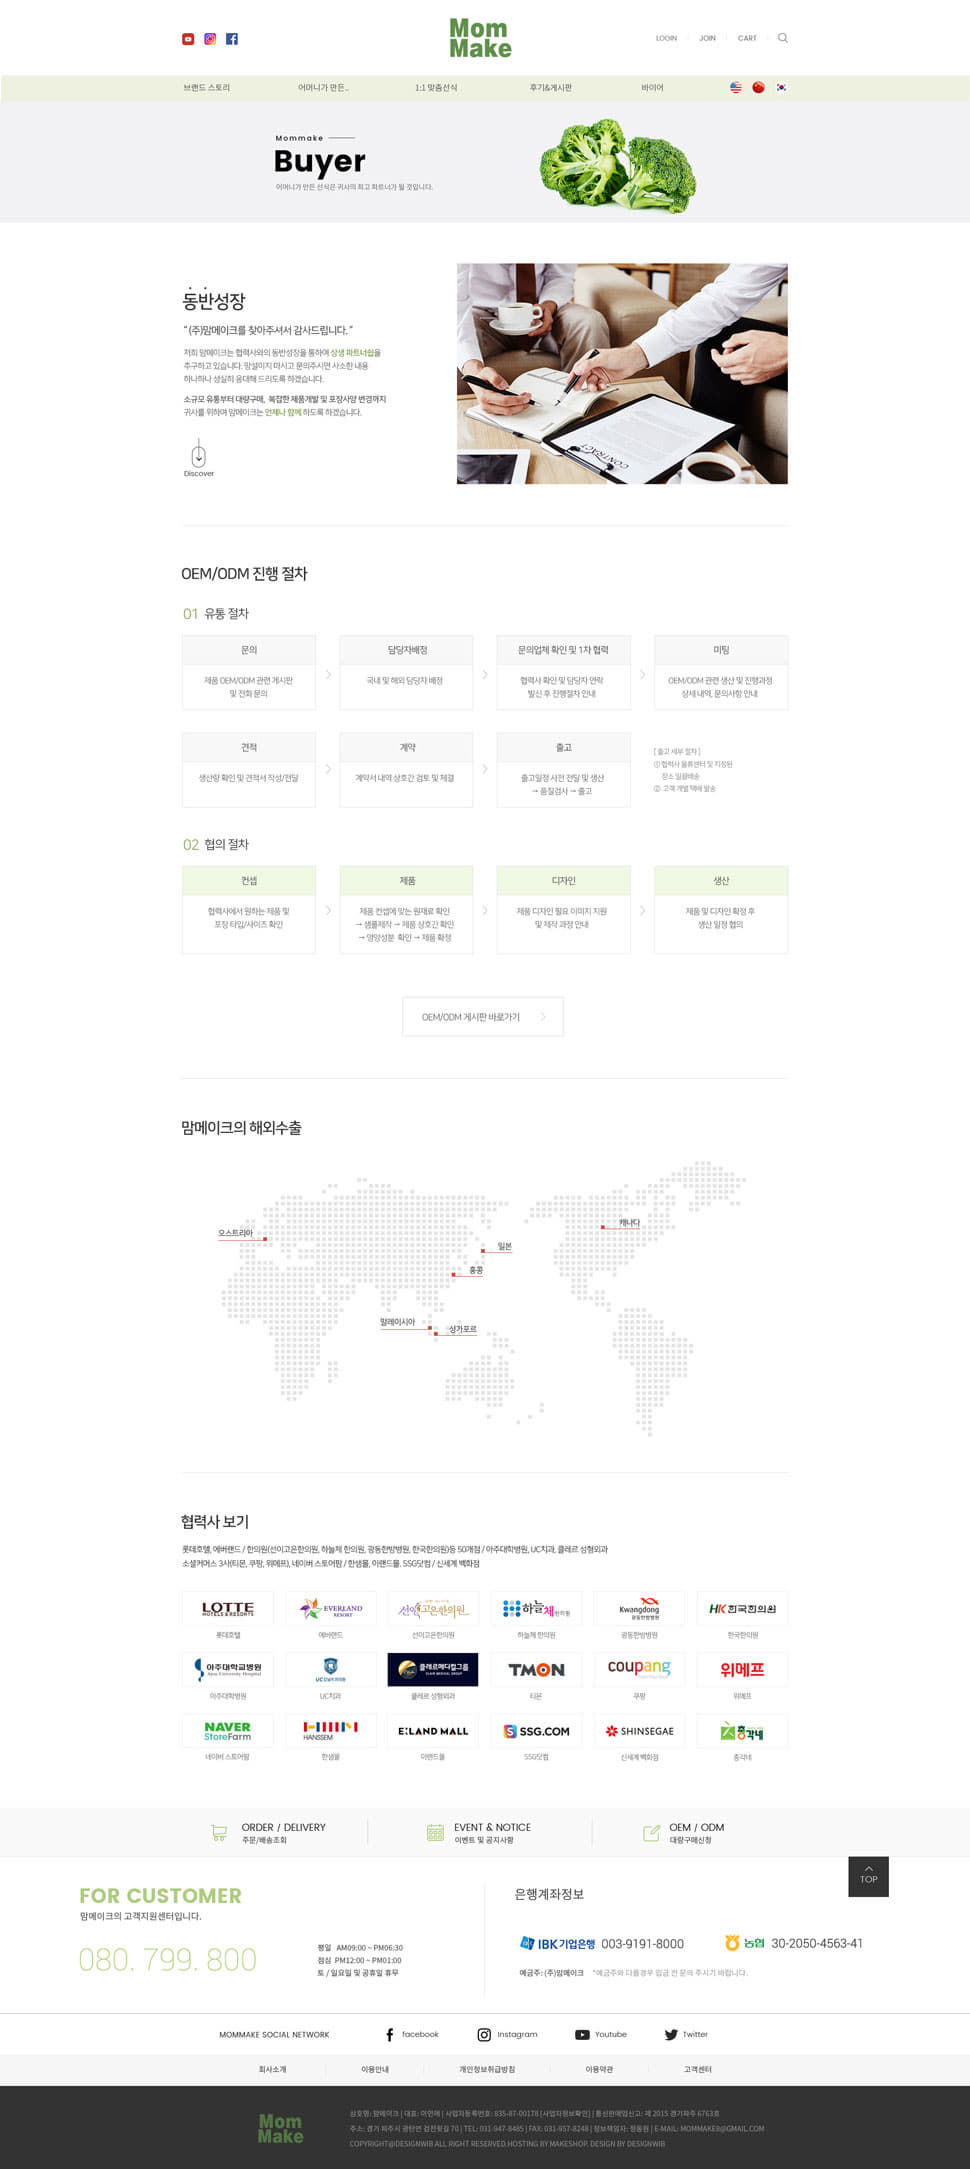 Mom
Make
LOGIN
JOIN
CART
브랜드 스토리
어머니가 만든..
1:1 맞춤선식
후기&게시판
바이어
Mommake
Buyer
어머니가 만든 선식은 귀사의 최고 파트너가 될 것입니다.
동반성장
“ (주)맘메이크를 찾아주셔서 감사드립니다. ”
저희 맘메이크는 협력사와의 동반성장을 통하여 상생 파트너쉽을
추구하고 있습니다. 망설이지 마시고 문의주시면 사소한 내용
하나하나 성실히 응대해 드리도록 하겠습니다.
소규모 유통부터 대량구매, 복잡한 제품개발 및 포장사양 변경까지
귀사를 위하여 맘메이크는 언제나 함께 하도록 하겠습니다.
Discover
CONTRACT
OEM/ODM 진행 절차
01 유통 절차
문의
제품 OEM/ODM 관련 게시판
및 전화 문의
담당자배정
국내 및 해외 담당자 배정
문의업체 확인 및 1차 협력
협력사 확인 및 담당자 연락
발신 후 진행절차 안내
미팅
OEM/ODM 관련 생산 및 진행과정
상세 내역, 문의사항 안내
견적
생산량 확인 및 견적서 작성/전달
계약
계약서 내역 상호간 검토 및 체결
출고
출고일정 사전 전달 및 생산
→ 품질검사 → 출고
[ 출고 세부 절차 ]
① 협력사 물류센터 및 지정된
장소 일괄배송
② 고객 개별 택배 발송
02 협의 절차
컨셉
협력사에서 원하는 제품 및
포장 타입/사이즈 확인
제품
제품 컨셉에 맞는 원재료 확인
→ 샘플제작 → 제품 상호간 확인
→ 영양성분 확인 → 제품 확정
디자인
제품 디자인 필요 이미지 지원
및 제작 과정 안내
생산
제품 및 디자인 확정 후
생산 일정 협의
OEM/ODM 게시판 바로가기
맘메이크의 해외수출
오스트리아
캐나다
일본
홍콩
말레이시아
싱가포르
협력사 보기
롯데호텔, 에버랜드 / 한의원(선이고은한의원, 하늘체 한의원, 광동한방병원, 한국한의원)등 50개점 / 아주대학병원, UC치과, 클레르 성형외과
소셜커머스 3사(티몬, 쿠팡, 위메프), 네이버 스토어팜 / 한샘몰, 이랜드몰, SSG닷컴 / 신세계 백화점
LOTTE
HOTELS & RESORTS
EVERLAND
RESORT
선이고은한의원
하늘체한의원
Kwangdong
광동한방병원
HK 한국한의원
롯데호텔
에버랜드
선이고은한의원
하늘체 한의원
광동한방병원
한국한의원
아주대학교병원
Ajou University Hospital
클레르메디컬그룹
CLAIR MEDICAL GROUP
TMON
coupang
위메프
아주대학병원
UC치과
클레르 성형외과
티몬
쿠팡
위메프
NAVER
StoreFarm
HANSSEM
E·LAND MALL
SSG.COM
SHINSEGAE
총각네
네이버 스토어팜
한샘몰
이랜드몰
SSG닷컴
신세계 백화점
총각네
ORDER / DELIVERY
주문/배송조회
EVENT & NOTICE
이벤트 및 공지사항
OEM / ODM
대량구매신청
TOP
FOR CUSTOMER
맘메이크의 고객지원센터입니다.
080. 799. 800
평일 AM09:00 ~ PM06:30
점심 PM12:00 ~ PM01:00
토 / 일요일 및 공휴일 휴무
은행계좌정보
IBK기업은행 003-9191-8000
농협 30-2050-4563-41
예금주: (주)맘메이크 *예금주와 다를경우 입금 전 문의 주시기 바랍니다.
MOMMAKE SOCIAL NETWORK
facebook
Instagram
Youtube
Twitter
회사소개
이용안내
개인정보취급방침
이용약관
고객센터
Mom
Make
상호명: 맘메이크 | 대표: 이안에 | 사업자등록번호: 835-87-00178 [사업자정보확인] | 통신판매업신고: 제 2015 경기파주 6763호
주소: 경기 파주시 광탄면 검전뒷길 70 | TEL: 031-947-8485 | FAX: 031-957-8248 | 정보책임자: 정동원 | E-MAIL: MOMMAKE8@GMAIL.COM
COPYRIGHT@DESIGNWIB ALL RIGHT RESERVED.HOSTING BY MAKESHOP. DESIGN BY DESIGNWIB